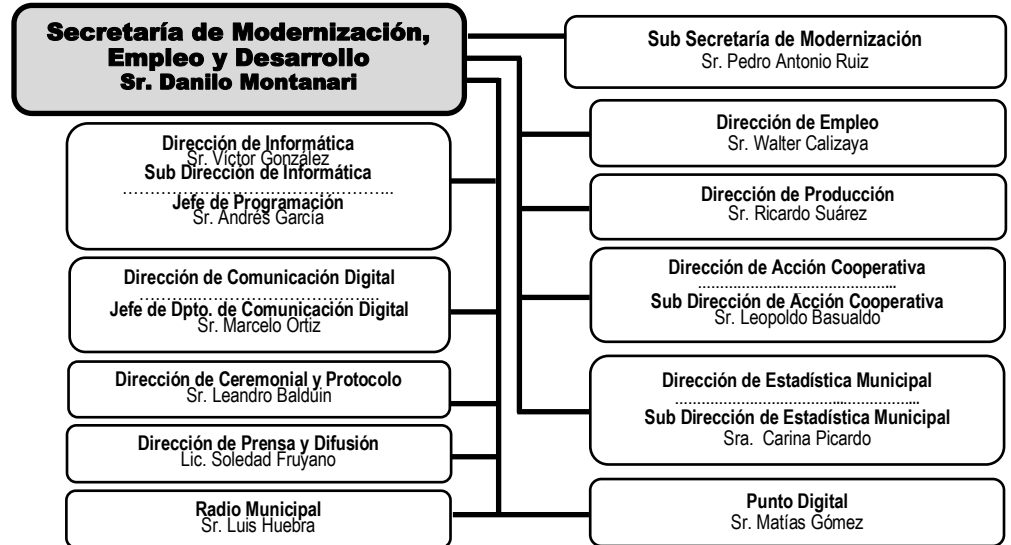 Secretaría de Modernización,
Empleo y Desarrollo
Sr. Danilo Montanari
Sub Secretaría de Modernización
Sr. Pedro Antonio Ruiz
Dirección de Informática
Sr. Víctor González
Sub Dirección de Informática
…………………………………………..
Jefe de Programación
Sr. Andrés García
Dirección de Empleo
Sr. Walter Calizaya
Dirección de Producción
Sr. Ricardo Suárez
Dirección de Comunicación Digital
……………………………………
Jefe de Dpto. de Comunicación Digital
Sr. Marcelo Ortiz
Dirección de Acción Cooperativa
………………………………………...
Sub Dirección de Acción Cooperativa
Sr. Leopoldo Basualdo
Dirección de Ceremonial y Protocolo
Sr. Leandro Balduin
Dirección de Estadística Municipal
……………………………...……………...
Sub Dirección de Estadística Municipal
Sra. Carina Picardo
Dirección de Prensa y Difusión
Lic. Soledad Fruyano
Radio Municipal
Sr. Luis Huebra
Punto Digital
Sr. Matías Gómez